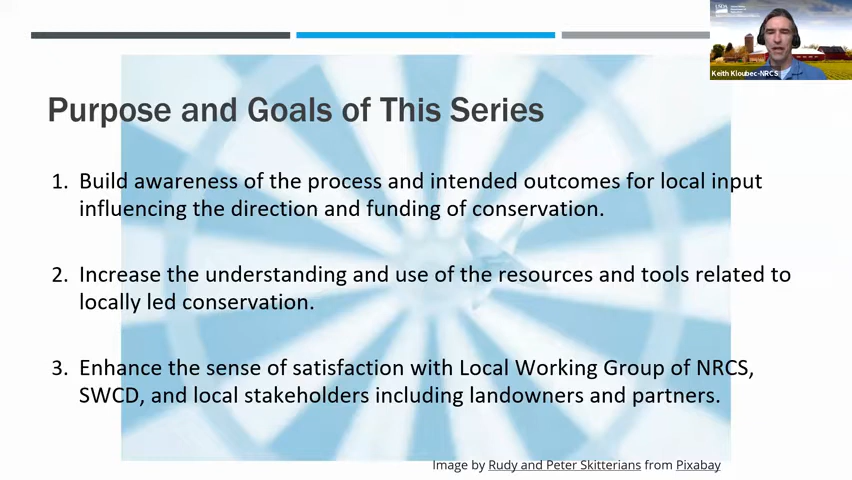 USDA
Keith Kloubec-NRCS
Purpose and Goals of This Series
1. Build awareness of the process and intended outcomes for local input
influencing the direction and funding of conservation.
2. Increase the understanding and use of the resources and tools related to
locally led conservation.
3. Enhance the sense of satisfaction with Local Working Group of NRCS,
SWCD, and local stakeholders including landowners and partners.
Image by Rudy and Peter Skitterians from Pixabay